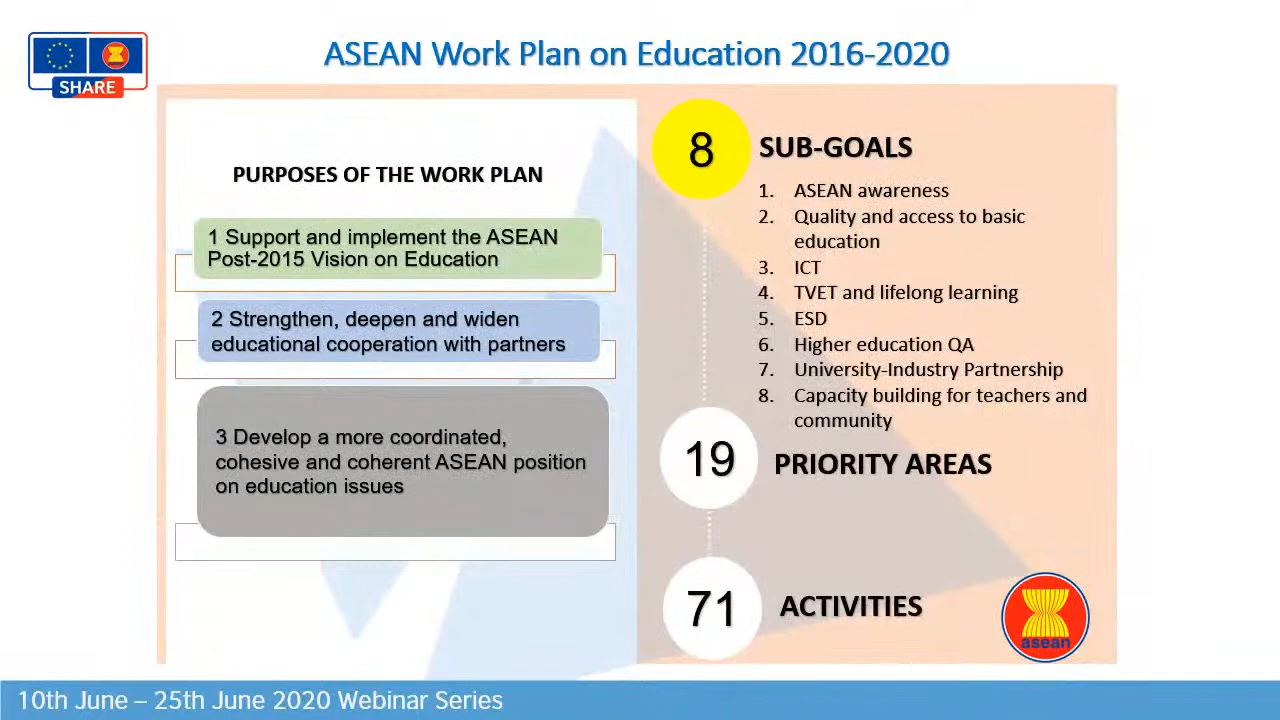 SHARE
ASEAN Work Plan on Education 2016-2020
PURPOSES OF THE WORK PLAN
1 Support and implement the ASEAN
Post-2015 Vision on Education
2 Strengthen, deepen and widen
educational cooperation with partners
3 Develop a more coordinated,
cohesive and coherent ASEAN position
on education issues
8 SUB-GOALS
1. ASEAN awareness
2. Quality and access to basic
education
3. ICT
4. TVET and lifelong learning
5. ESD
6. Higher education QA
7. University-Industry Partnership
8. Capacity building for teachers and
community
19 PRIORITY AREAS
71 ACTIVITIES
asean
10th June – 25th June 2020 Webinar Series